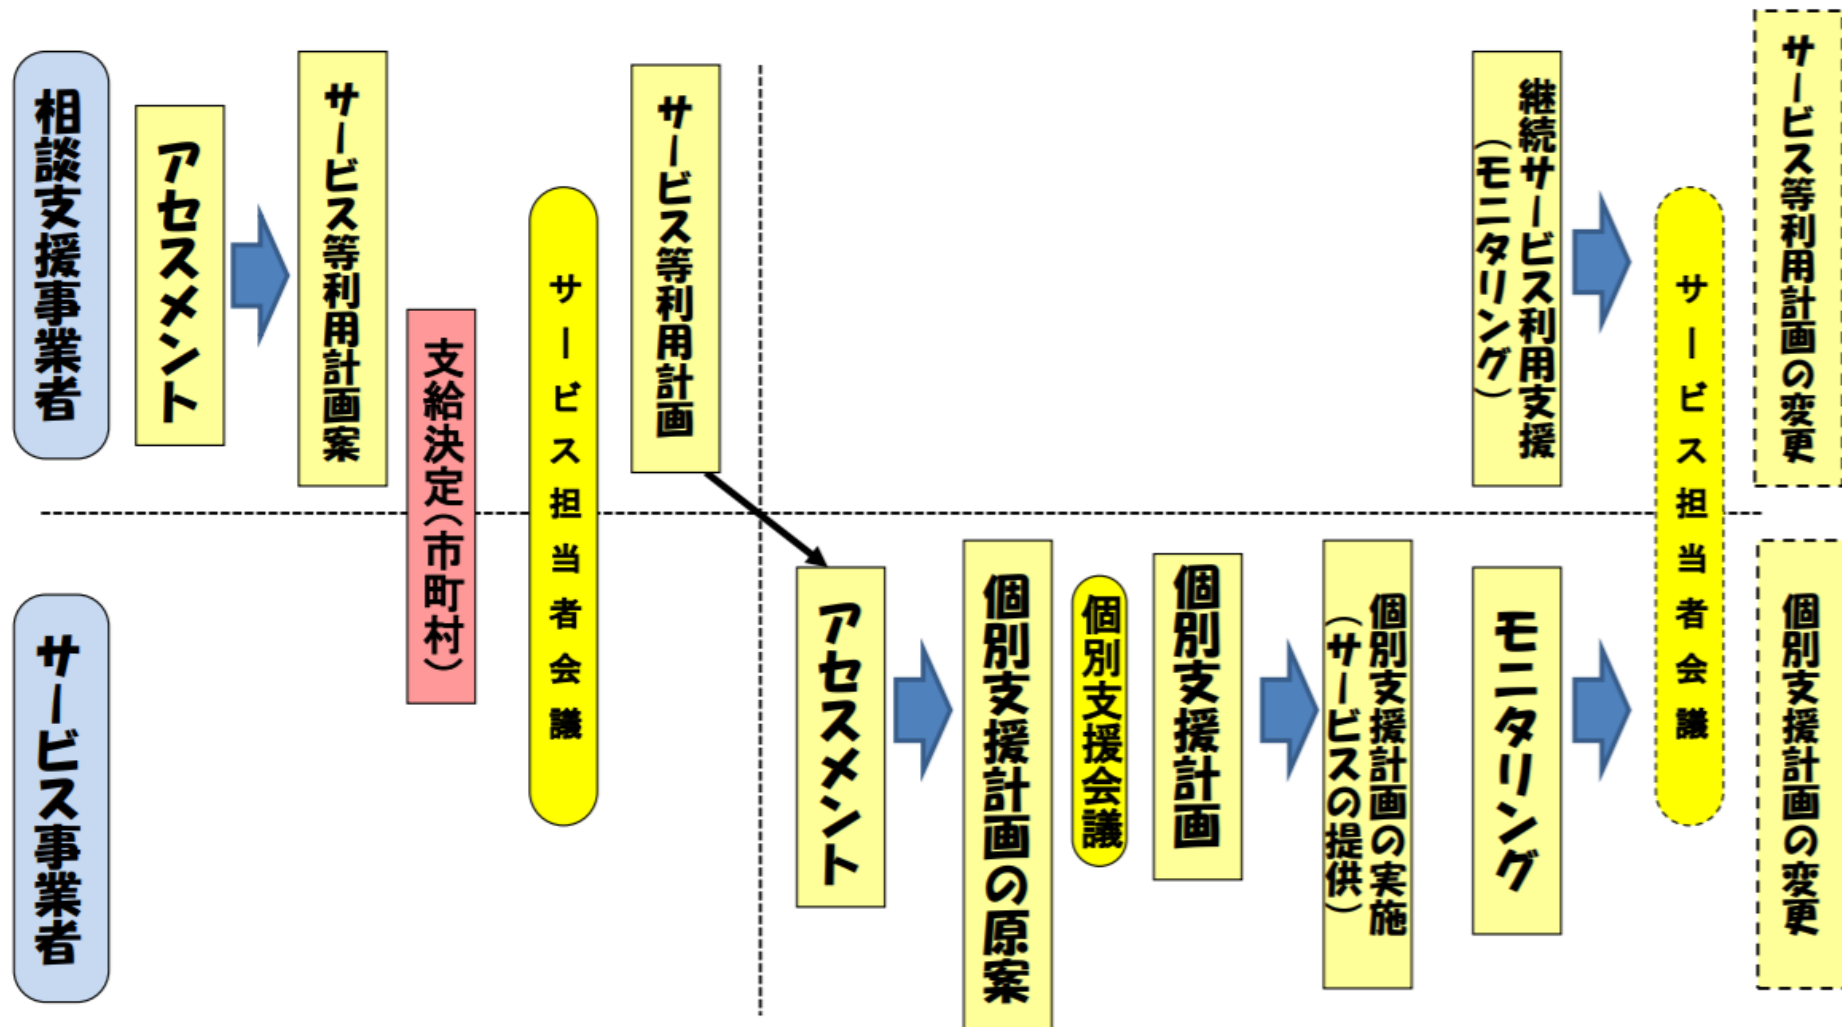 相談支援事業者
アセスメント
サービス等利用計画案
支給決定(市町村)
サービス担当者会議
サービス等利用計画
継続サービス利用支援
(モニタリング)
サービス担当者会議
サービス等利用計画の変更
サービス事業者
アセスメント
個別支援計画の原案
個別支援会議
個別支援計画
個別支援計画の実施
(サービスの提供)
モニタリング
個別支援計画の変更